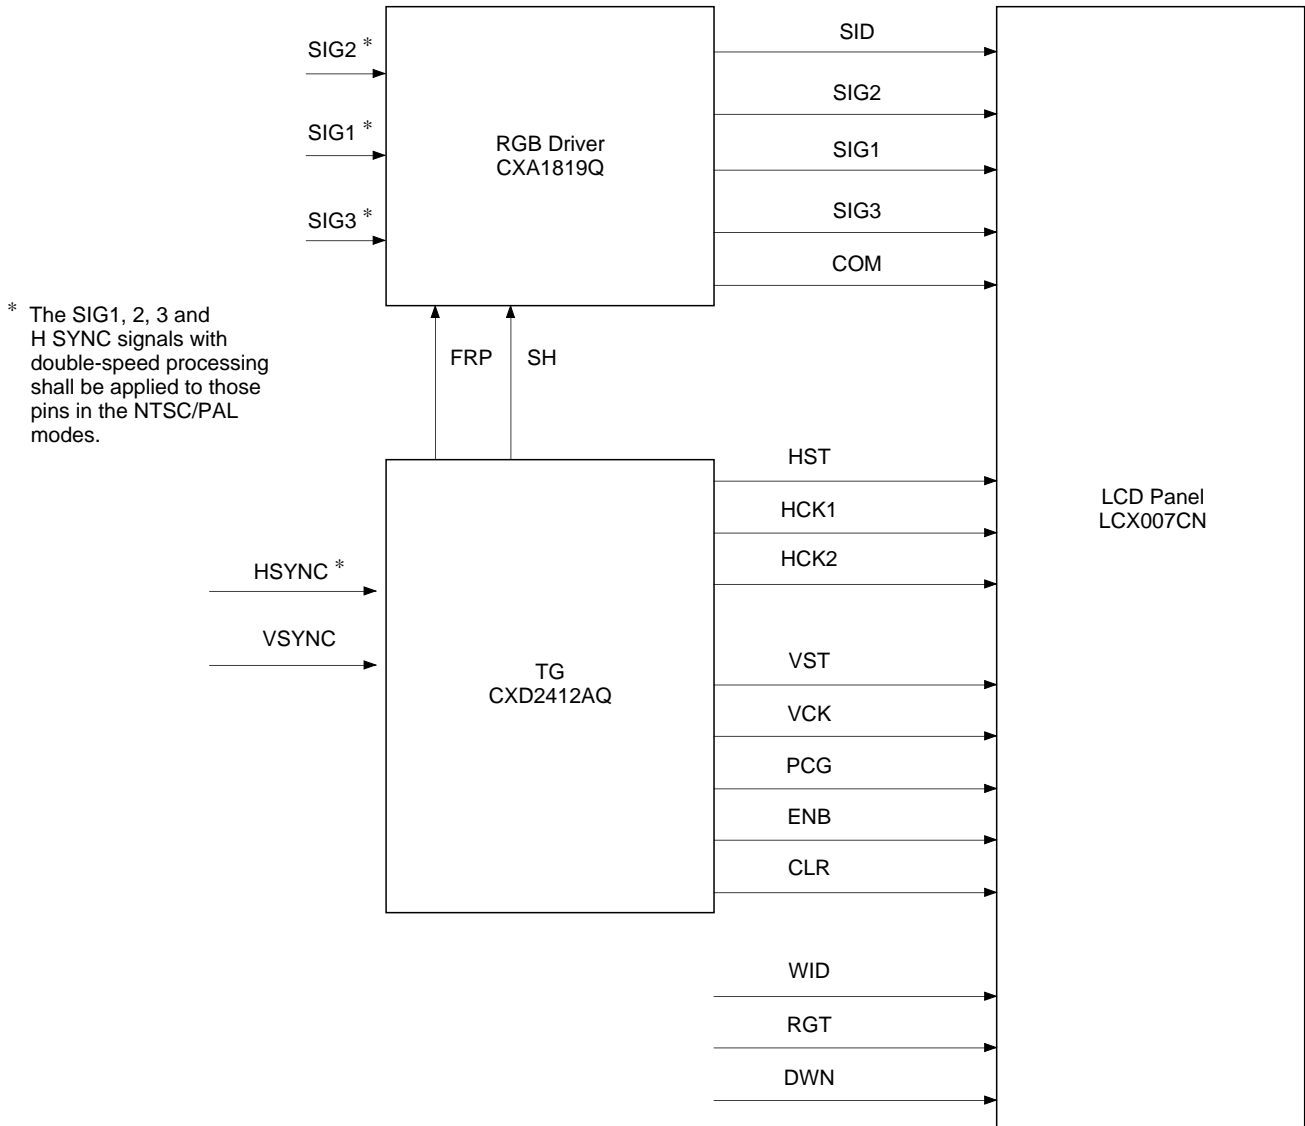 SIG2 *
SIG1 *
SIG3 *
RGB Driver
CXA1819Q
SID
SIG2
SIG1
SIG3
COM
* The SIG1, 2, 3 and
H SYNC signals with
double-speed processing
shall be applied to those
pins in the NTSC/PAL
modes.
FRP
SH
HSYNC *
VSYNC
TG
CXD2412AQ
HST
HCK1
HCK2
VST
VCK
PCG
ENB
CLR
WID
RGT
DWN
LCD Panel
LCX007CN